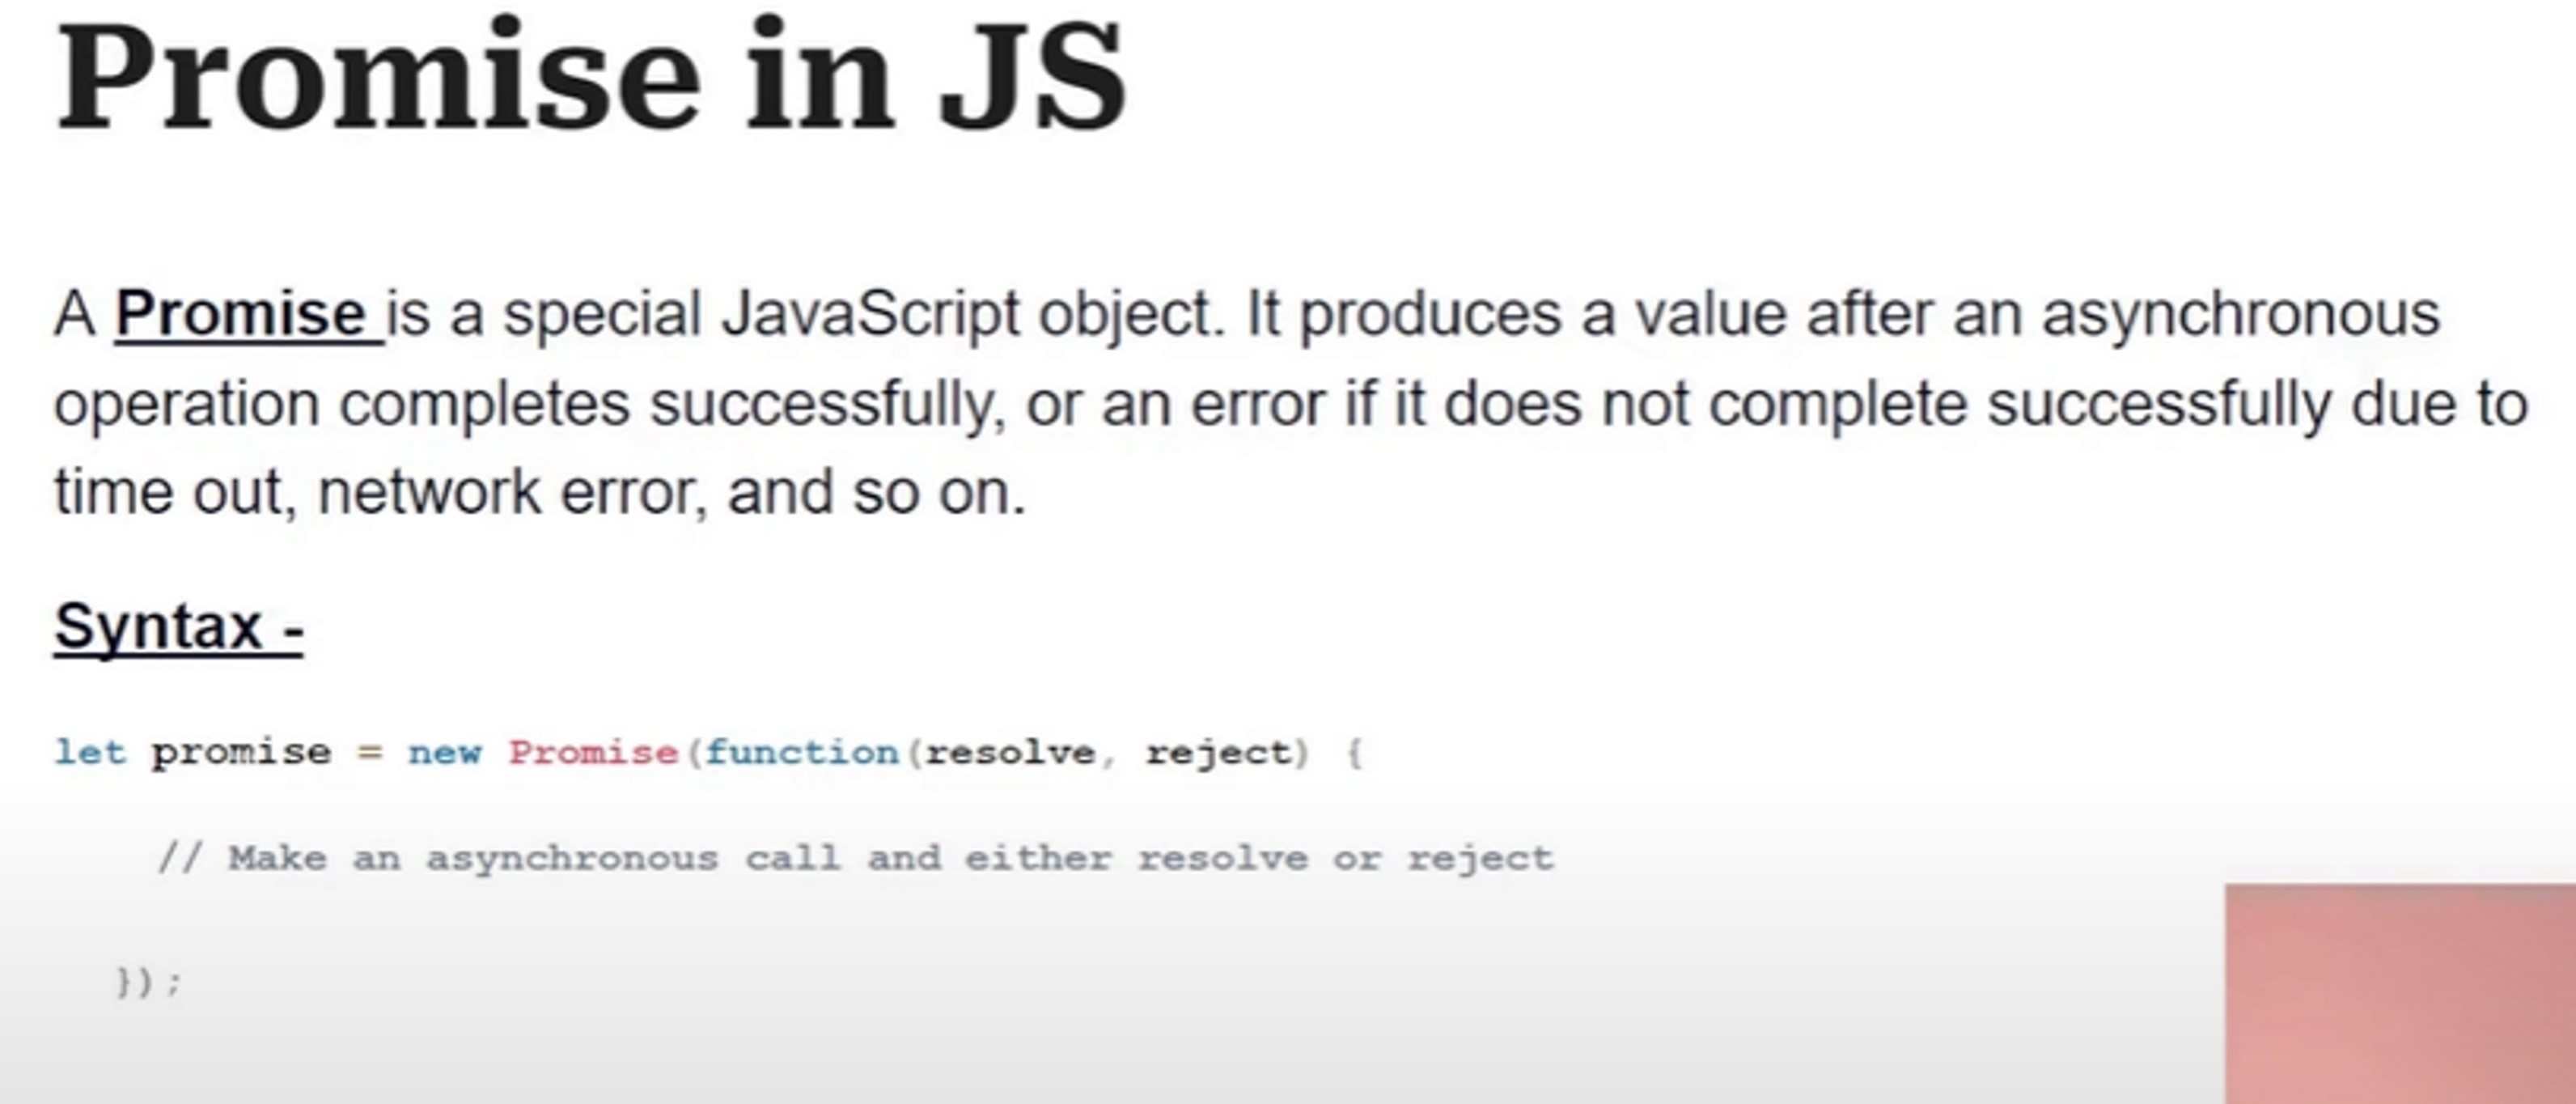 Promise in JS
A Promise is a special JavaScript object. It produces a value after an asynchronous
operation completes successfully, or an error if it does not complete successfully due to
time out, network error, and so on.
Syntax -
let promise = new Promise(function(resolve, reject) {
// Make an asynchronous call and either resolve or reject
});